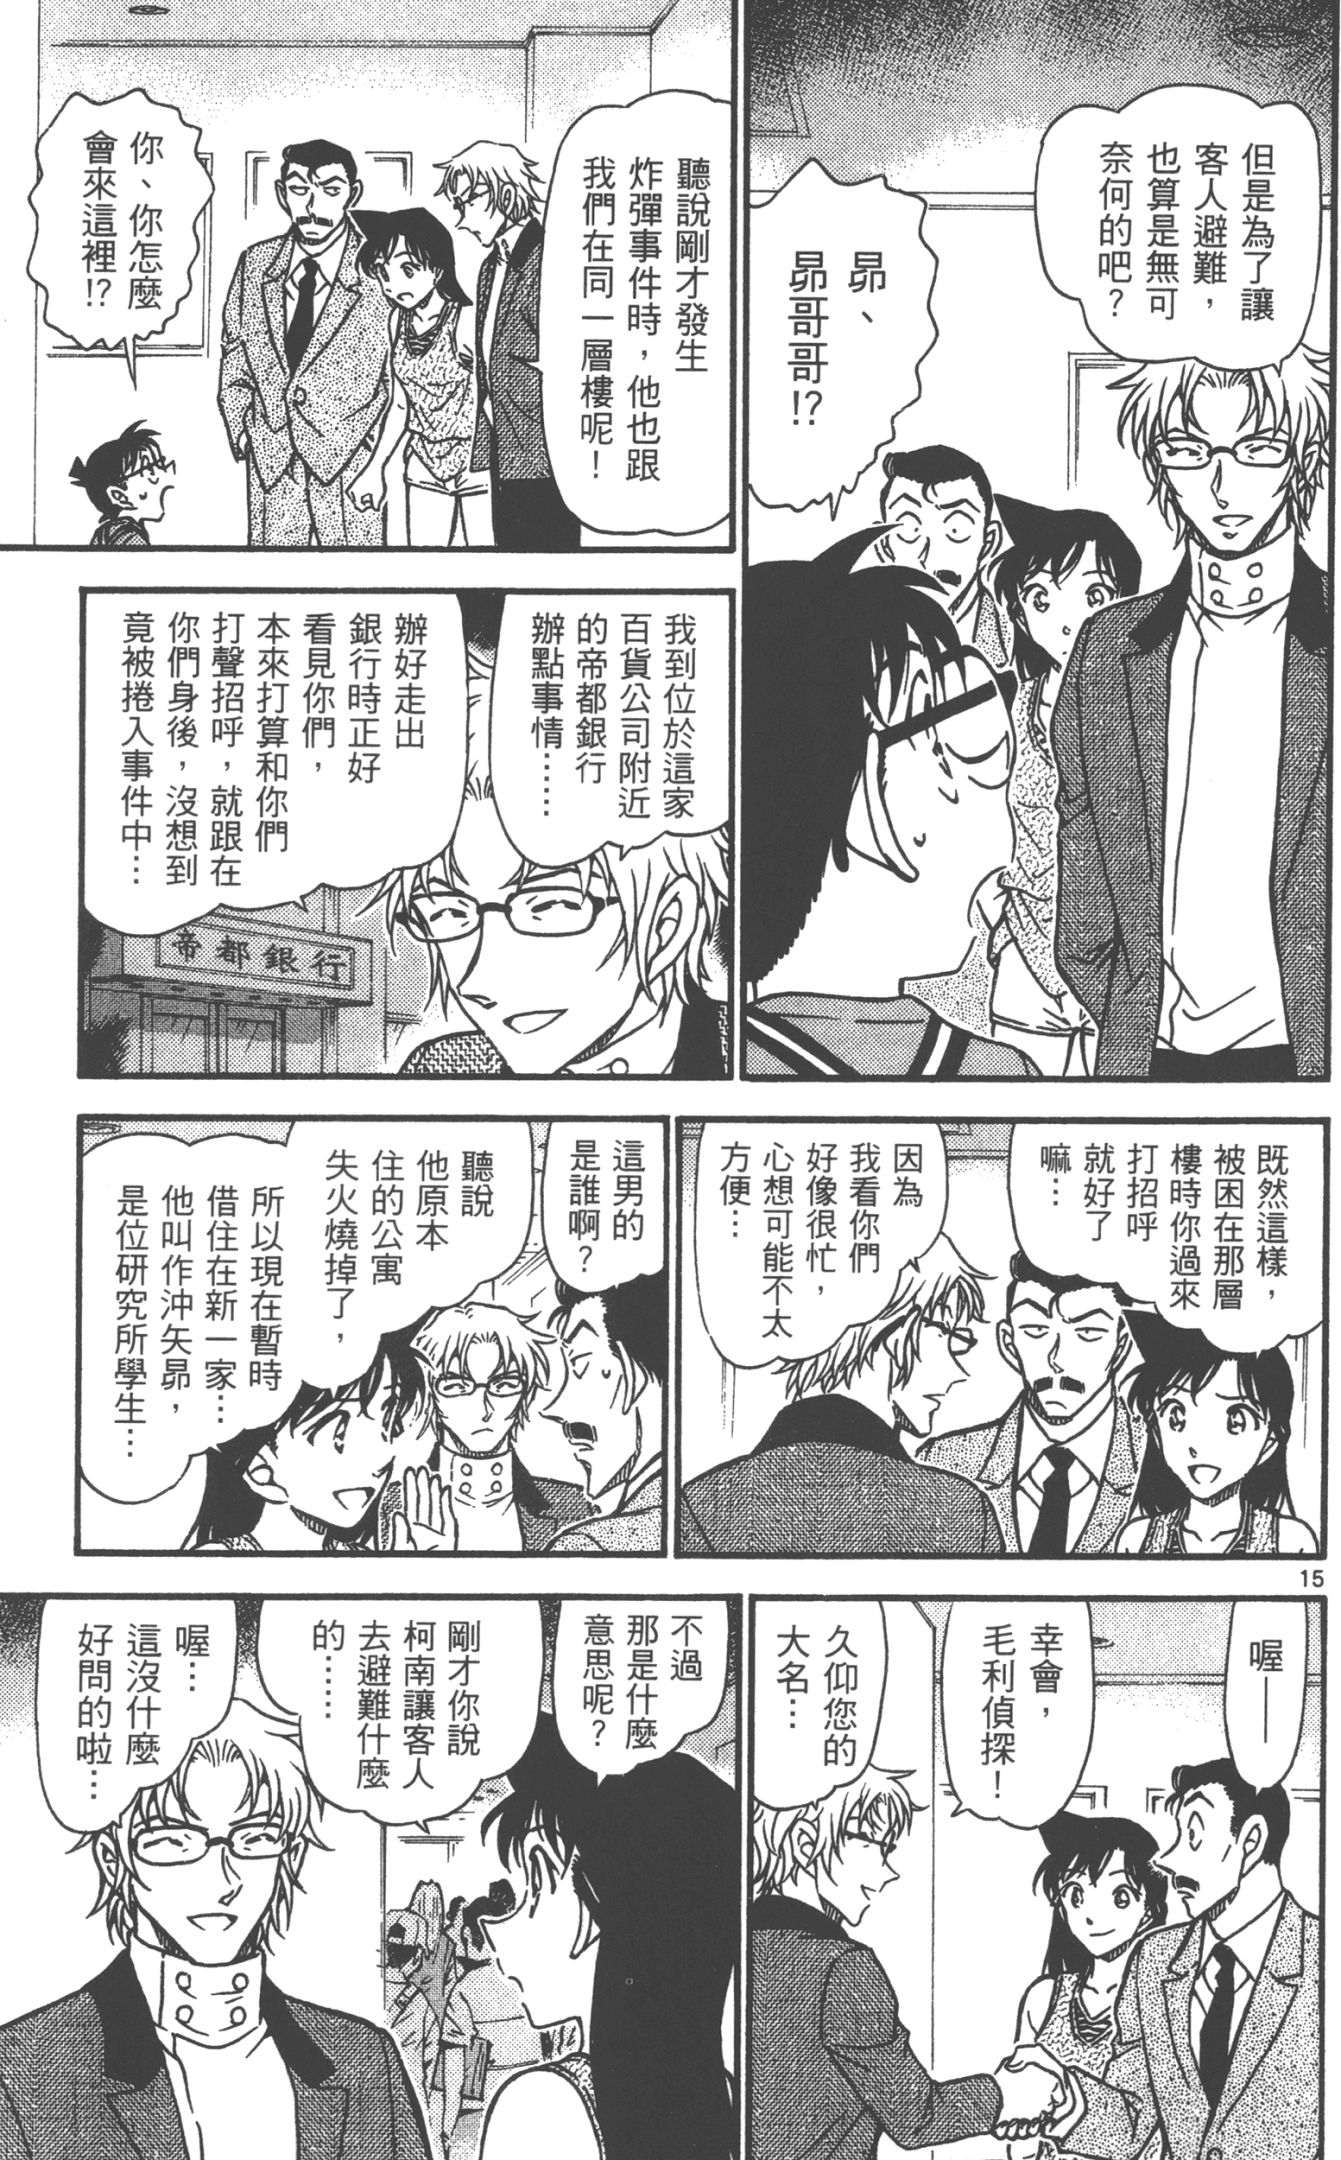 但是為了讓
客人避難，
也算是無可
奈何的吧？
昴、
昴哥哥!?
聽說剛才發生
炸彈事件時，他也跟
我們在同一層樓呢！
你、你怎麼
會來這裡!?
我到位於這家
百貨公司附近
的帝都銀行
辦點事情……
辦好走出
銀行時正好
看見你們，
本來打算和你們
打聲招呼，就跟在
你們身後，沒想到
竟被捲入事件中…
帝都銀行
既然這樣，
被困在那層
樓時你過來
打招呼
就好了
嘛…
因為
我看你們
好像很忙，
心想可能不太
方便…
這男的
是誰啊？
聽說
他原本
住的公寓
失火燒掉了，
所以現在暫時
借住在新一家…
他叫作沖矢昴，
是位研究所學生…
15
喔——
幸會，
毛利偵探！
久仰您的
大名…
不過
那是什麼
意思呢？
剛才你說
柯南讓客人
去避難什麼
的……
喔…
這沒什麼
好問的啦…